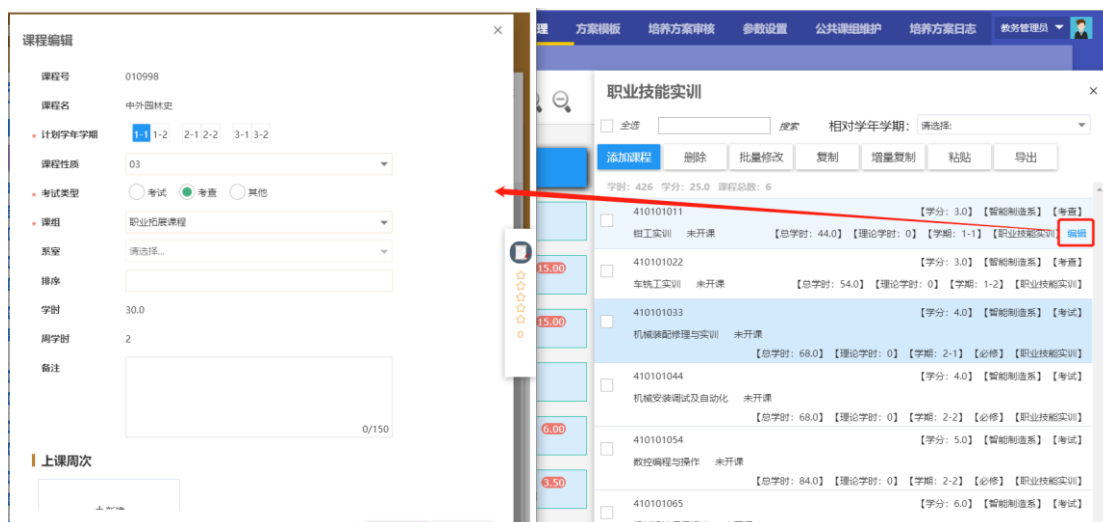 课程编辑
×
课程号 010998
课程名 中外园林史
* 计划学年学期 1-1 1-2 2-1 2-2 3-1 3-2
课程性质 03
* 考试类型 考试 考查 其他
* 课组 职业拓展课程
系室 请选择...
排序
学时 30.0
周学时 2
备注
0/150
上课周次
0
理 方案模板 培养方案审核 参数设置 公共课组维护 培养方案日志 教务管理员
15.00
15.00
6.00
3.50
职业技能实训
×
全选 搜索 相对学年学期: 请选择:
添加课程 删除 批量修改 复制 增量复制 粘贴 导出
学时: 426 学分: 25.0 课程总数: 6
410101011 【学分: 3.0】【智能制造系】【考查】
钳工实训 未开课 【总学时: 44.0】【理论学时: 0】【学期: 1-1】【职业技能实训】 编辑
410101022 【学分: 3.0】【智能制造系】【考查】
车铣工实训 未开课 【总学时: 54.0】【理论学时: 0】【学期: 1-2】【职业技能实训】
410101033 【学分: 4.0】【智能制造系】【考试】
机械装配修理与实训 未开课
【总学时: 68.0】【理论学时: 0】【学期: 2-1】【必修】【职业技能实训】
410101044 【学分: 4.0】【智能制造系】【考试】
机械安装调试及自动化 未开课
【总学时: 68.0】【理论学时: 0】【学期: 2-2】【必修】【职业技能实训】
410101054 【学分: 5.0】【智能制造系】【考试】
数控编程与操作 未开课
【总学时: 84.0】【理论学时: 0】【学期: 2-2】【必修】【职业技能实训】
410101065 【学分: 6.0】【智能制造系】【考试】